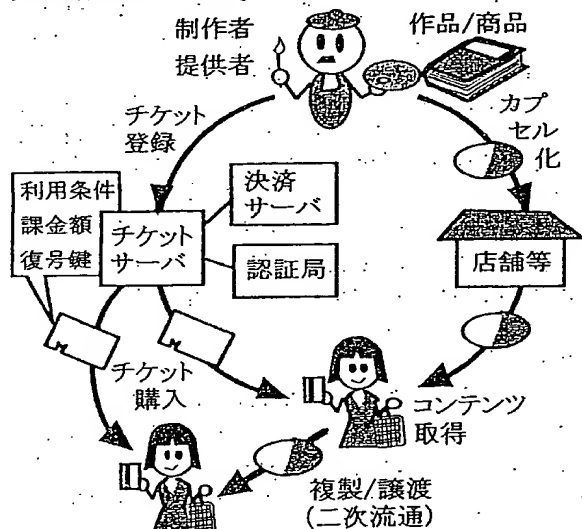 制作者
提供者
作品/商品
チケット
登録
カプ
セル
化
利用条件
課金額
復号鍵
チケット
サーバ
決済
サーバ
認証局
店舗等
チケット
購入
コンテンツ
取得
複製/譲渡
(二次流通)